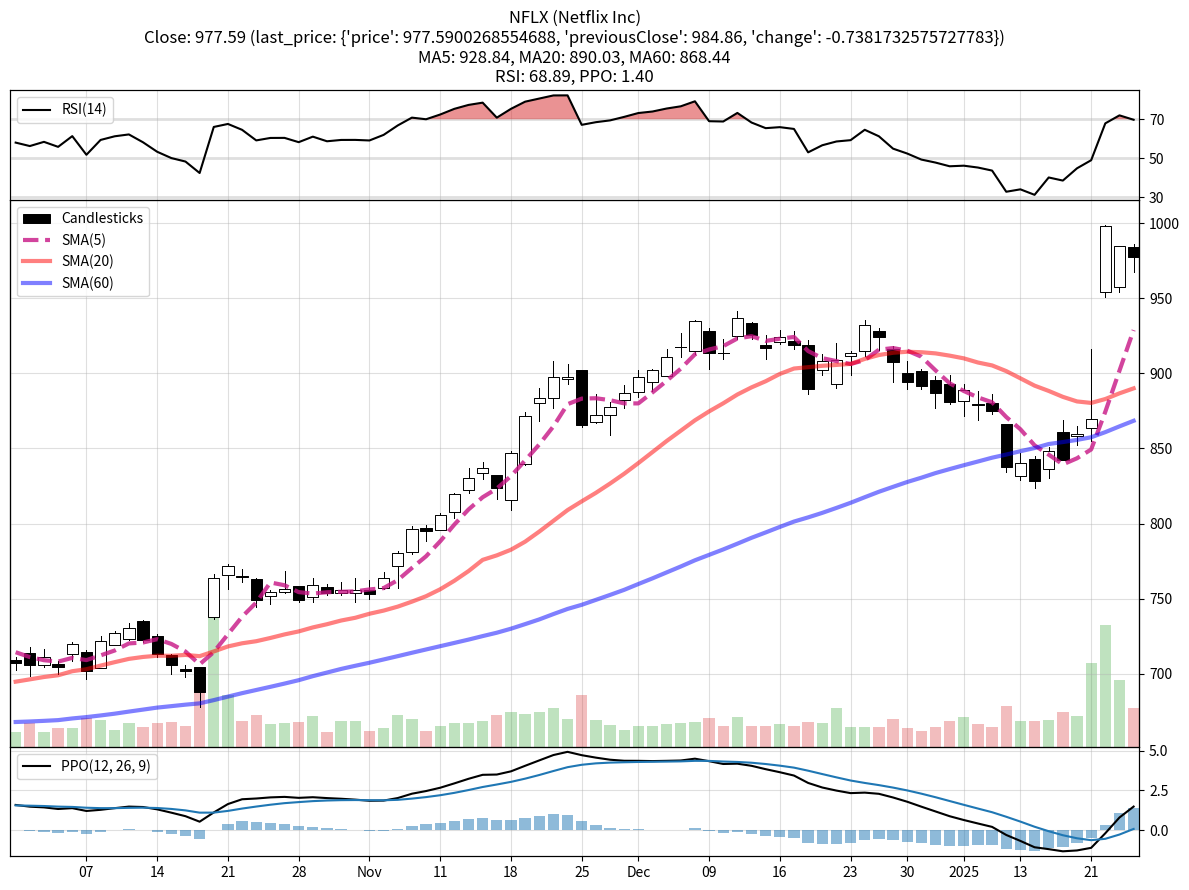 NFLX (Netflix Inc)
Close: 977.59 (last_price: {'price': 977.5900268554688, 'previousClose': 984.86, 'change': -0.7381732575727783})
MA5: 928.84, MA20: 890.03, MA60: 868.44
RSI: 68.89, PPO: 1.40
RSI(14)
70
50
30
Candlesticks
SMA(5)
SMA(20)
SMA(60)
1000
950
900
850
800
750
700
PPO(12, 26, 9)
5.0
2.5
0.0
07 14 21 28 Nov 11 18 25 Dec 09 16 23 30 2025 13 21